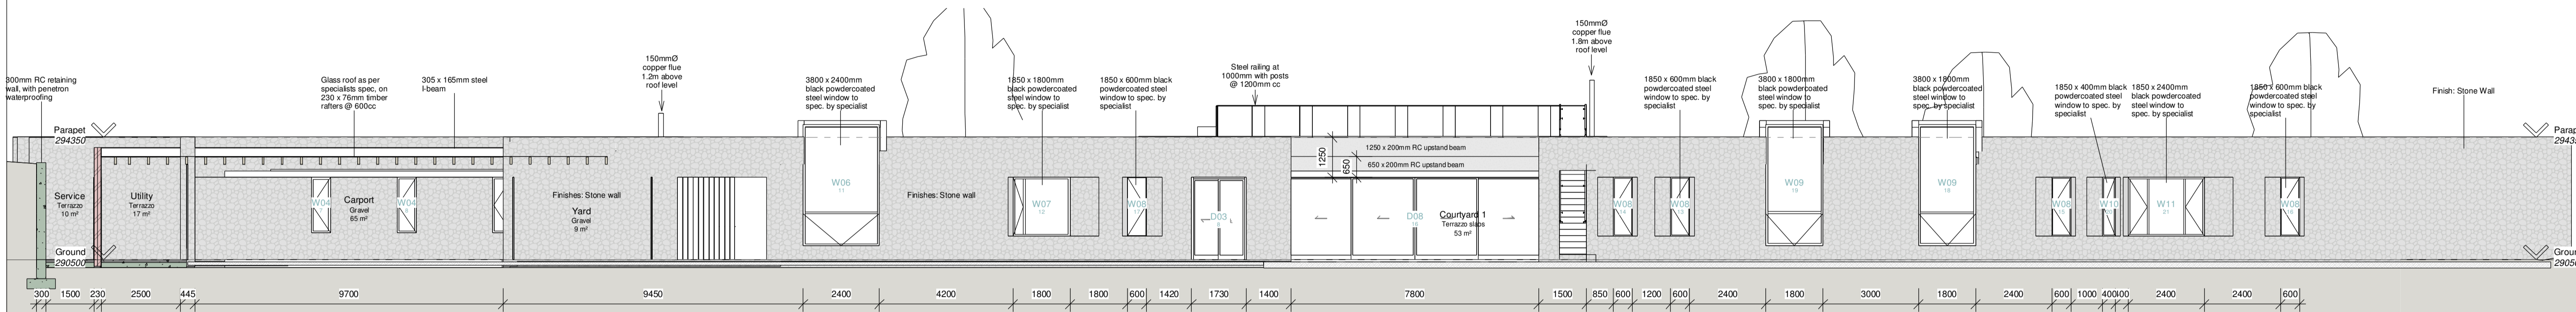 300mm RC retaining
wall, with penetron
waterproofing
Glass roof as per
specialists spec, on
230 x 76mm timber
rafters @ 600cc
305 x 165mm steel
I-beam
150mmØ
copper flue
1.2m above
roof level
3800 x 2400mm
black powdercoated
steel window to
spec. by specialist
1850 x 1800mm
black powdercoated
steel window to
spec. by specialist
1850 x 600mm black
powdercoated steel
window to spec. by
specialist
Steel railing at
1000mm with posts
@ 1200mm cc
150mmØ
copper flue
1.8m above
roof level
1850 x 600mm black
powdercoated steel
window to spec. by
specialist
3800 x 1800mm
black powdercoated
steel window to
spec. by specialist
3800 x 1800mm
black powdercoated
steel window to
spec. by specialist
1850 x 400mm black
powdercoated steel
window to spec. by
specialist
1850 x 2400mm
black powdercoated
steel window to
spec. by specialist
1850 x 600mm black
powdercoated steel
window to spec. by
specialist
Finish: Stone Wall
Parapet
294350
1250 x 200mm RC upstand beam
650 x 200mm RC upstand beam
1250
650
Service
Terrazzo
10 m²
Utility
Terrazzo
17 m²
W04
Carport
Gravel
65 m²
W04
Finishes: Stone wall
Yard
Gravel
9 m²
W06
11
Finishes: Stone wall
W07
12
W08
17
D03
D08
Courtyard 1
Terrazzo slabs
53 m²
W08
W08
W09
19
W09
18
W08
W10
W11
21
W08
Ground
290500
300 1500 230 2500 445 9700 9450 2400 4200 1800 1800 600 1420 1730 1400 7800 1500 850 600 1200 600 2400 1800 3000 1800 2400 600 1000 400 400 2400 2400 600